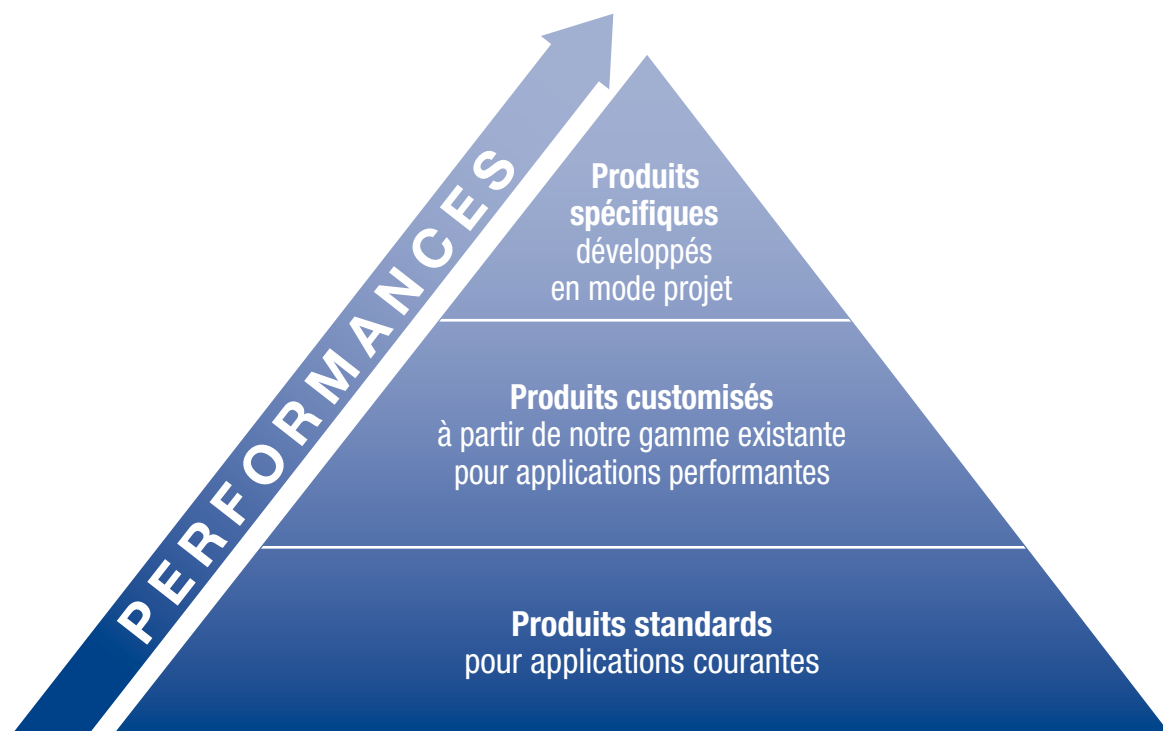 PERFORMANCES
Produits
spécifiques
développés
en mode projet
Produits customisés
à partir de notre gamme existante
pour applications performantes
Produits standards
pour applications courantes